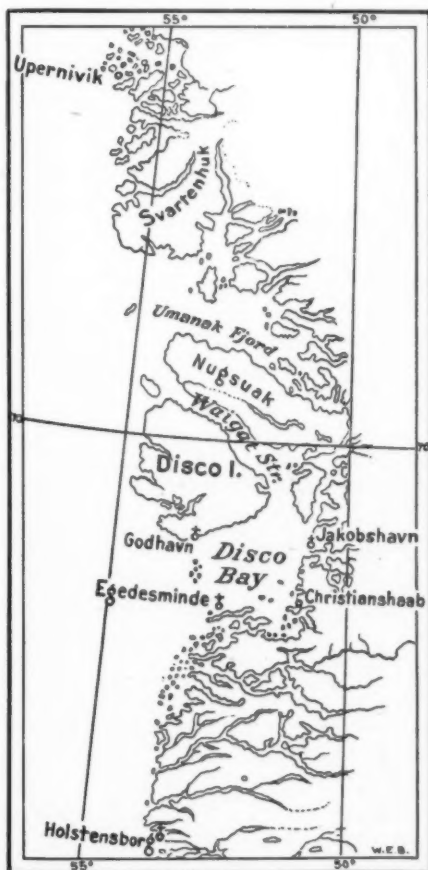 55°
50°
Upernivik
Svartenhuk
Umanak Fjord
Nugsuak
Waigat Str.
70
70
Disco I.
Godhavn
Jakobshavn
Disco
Bay
Egedesminde
Christianshaab
Holstensborg
W.E.B.
55°
50°